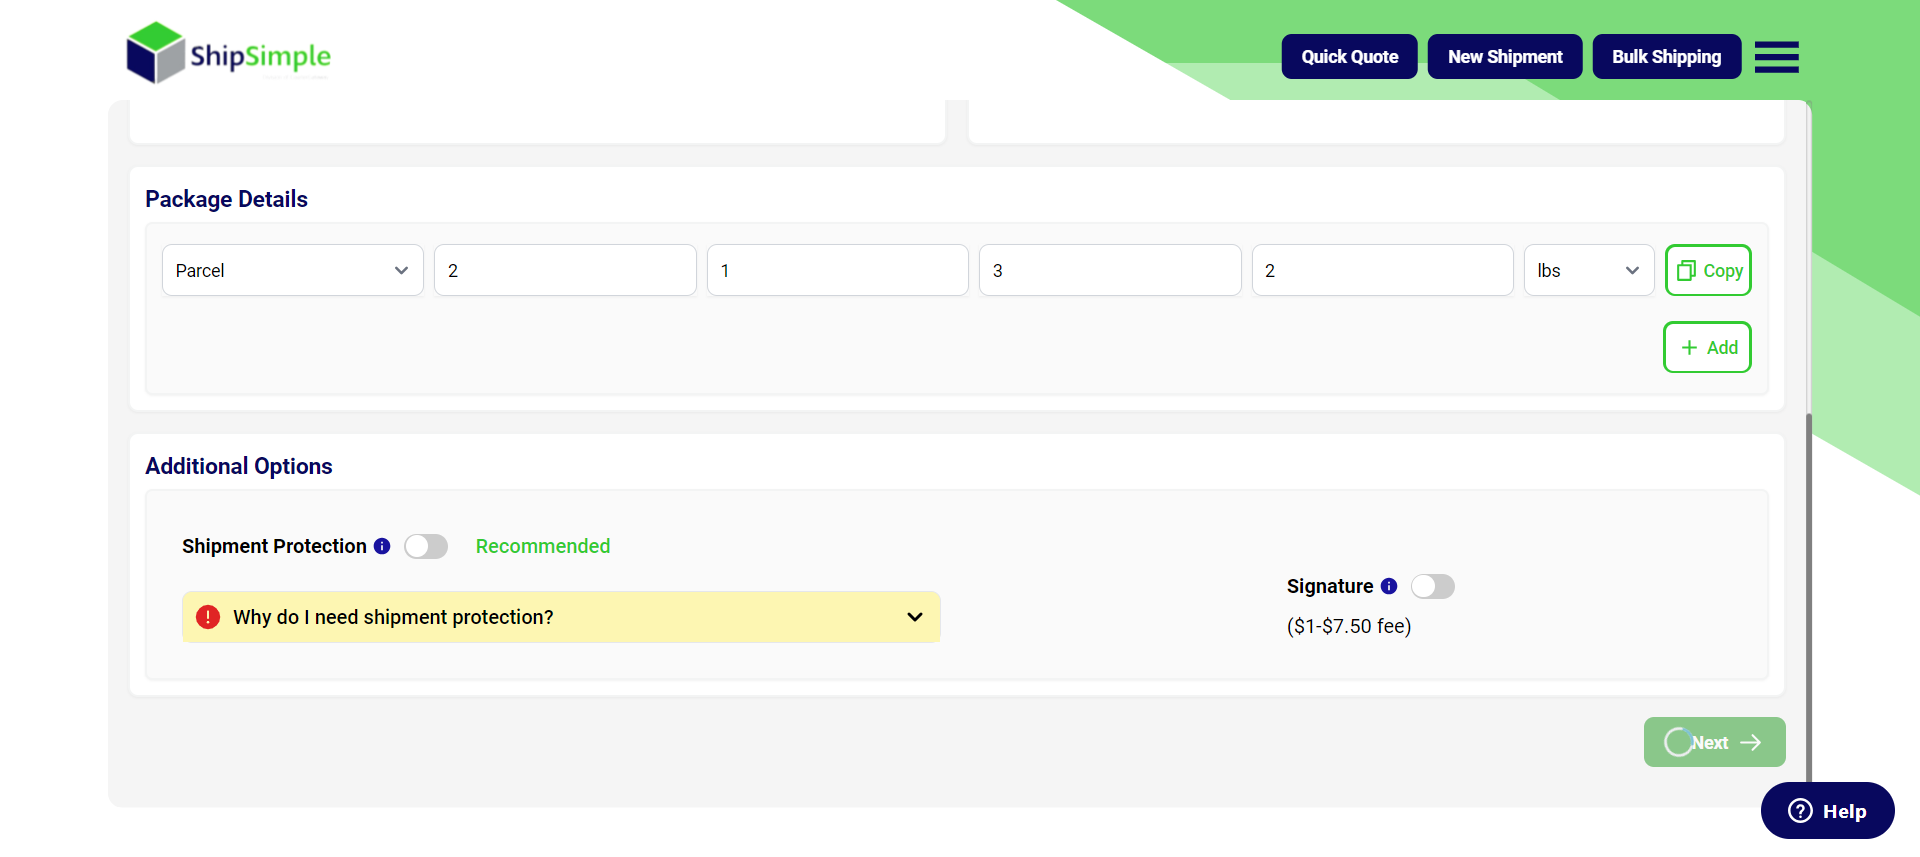 ShipSimple
Quick Quote
New Shipment
Bulk Shipping
Package Details
Parcel
2
1
3
2
lbs
Copy
Add
Additional Options
Shipment Protection
Recommended
Why do I need shipment protection?
Signature
($1-$7.50 fee)
Next
Help